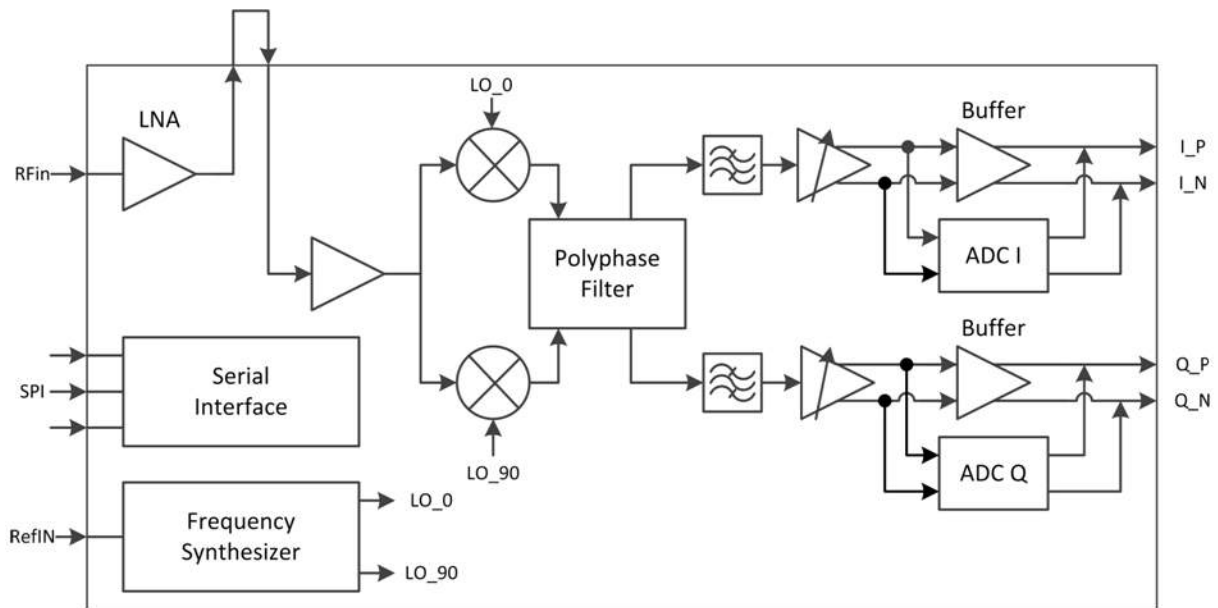 LO_0
LNA
Buffer
RFin
I_P
I_N
Polyphase
Filter
ADC I
Buffer
Serial
Interface
SPI
Q_P
Q_N
LO_90
ADC Q
RefIN
Frequency
Synthesizer
LO_0
LO_90